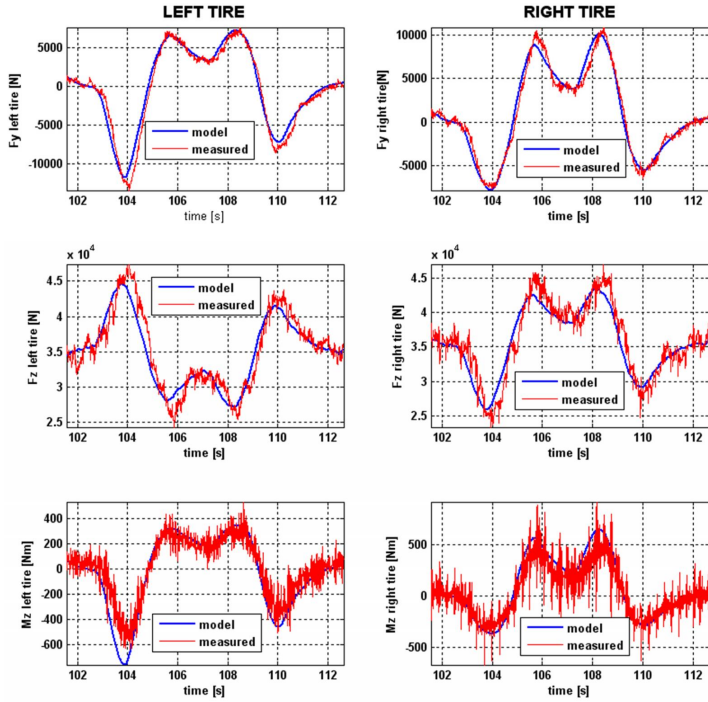 LEFT TIRE
RIGHT TIRE
Fy left tire [N]
5000
0
-5000
-10000
model
measured
102 104 106 108 110 112
time [s]
Fy right tire[N]
10000
5000
0
-5000
model
measured
102 104 106 108 110 112
time [s]
x 10^4
Fz left tire [N]
4.5
4
3.5
3
2.5
model
measured
102 104 106 108 110 112
time [s]
x 10^4
Fz right tire [N]
4.5
4
3.5
3
2.5
model
measured
102 104 106 108 110 112
time [s]
Mz left tire [Nm]
400
200
0
-200
-400
-600
model
measured
102 104 106 108 110 112
time [s]
Mz right tire [Nm]
500
0
-500
model
measured
102 104 106 108 110 112
time [s]